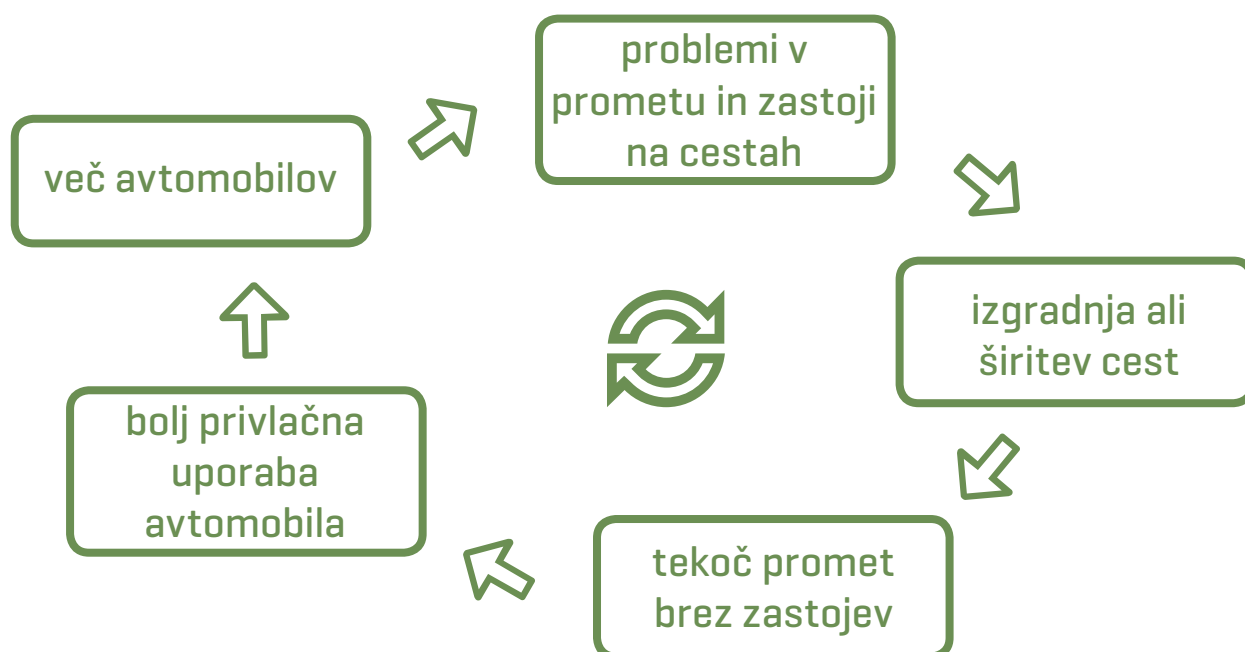 problemi v
prometu in zastoji
na cestah
več avtomobilov
izgradnja ali
širitev cest
bolj privlačna
uporaba
avtomobila
tekoč promet
brez zastojev